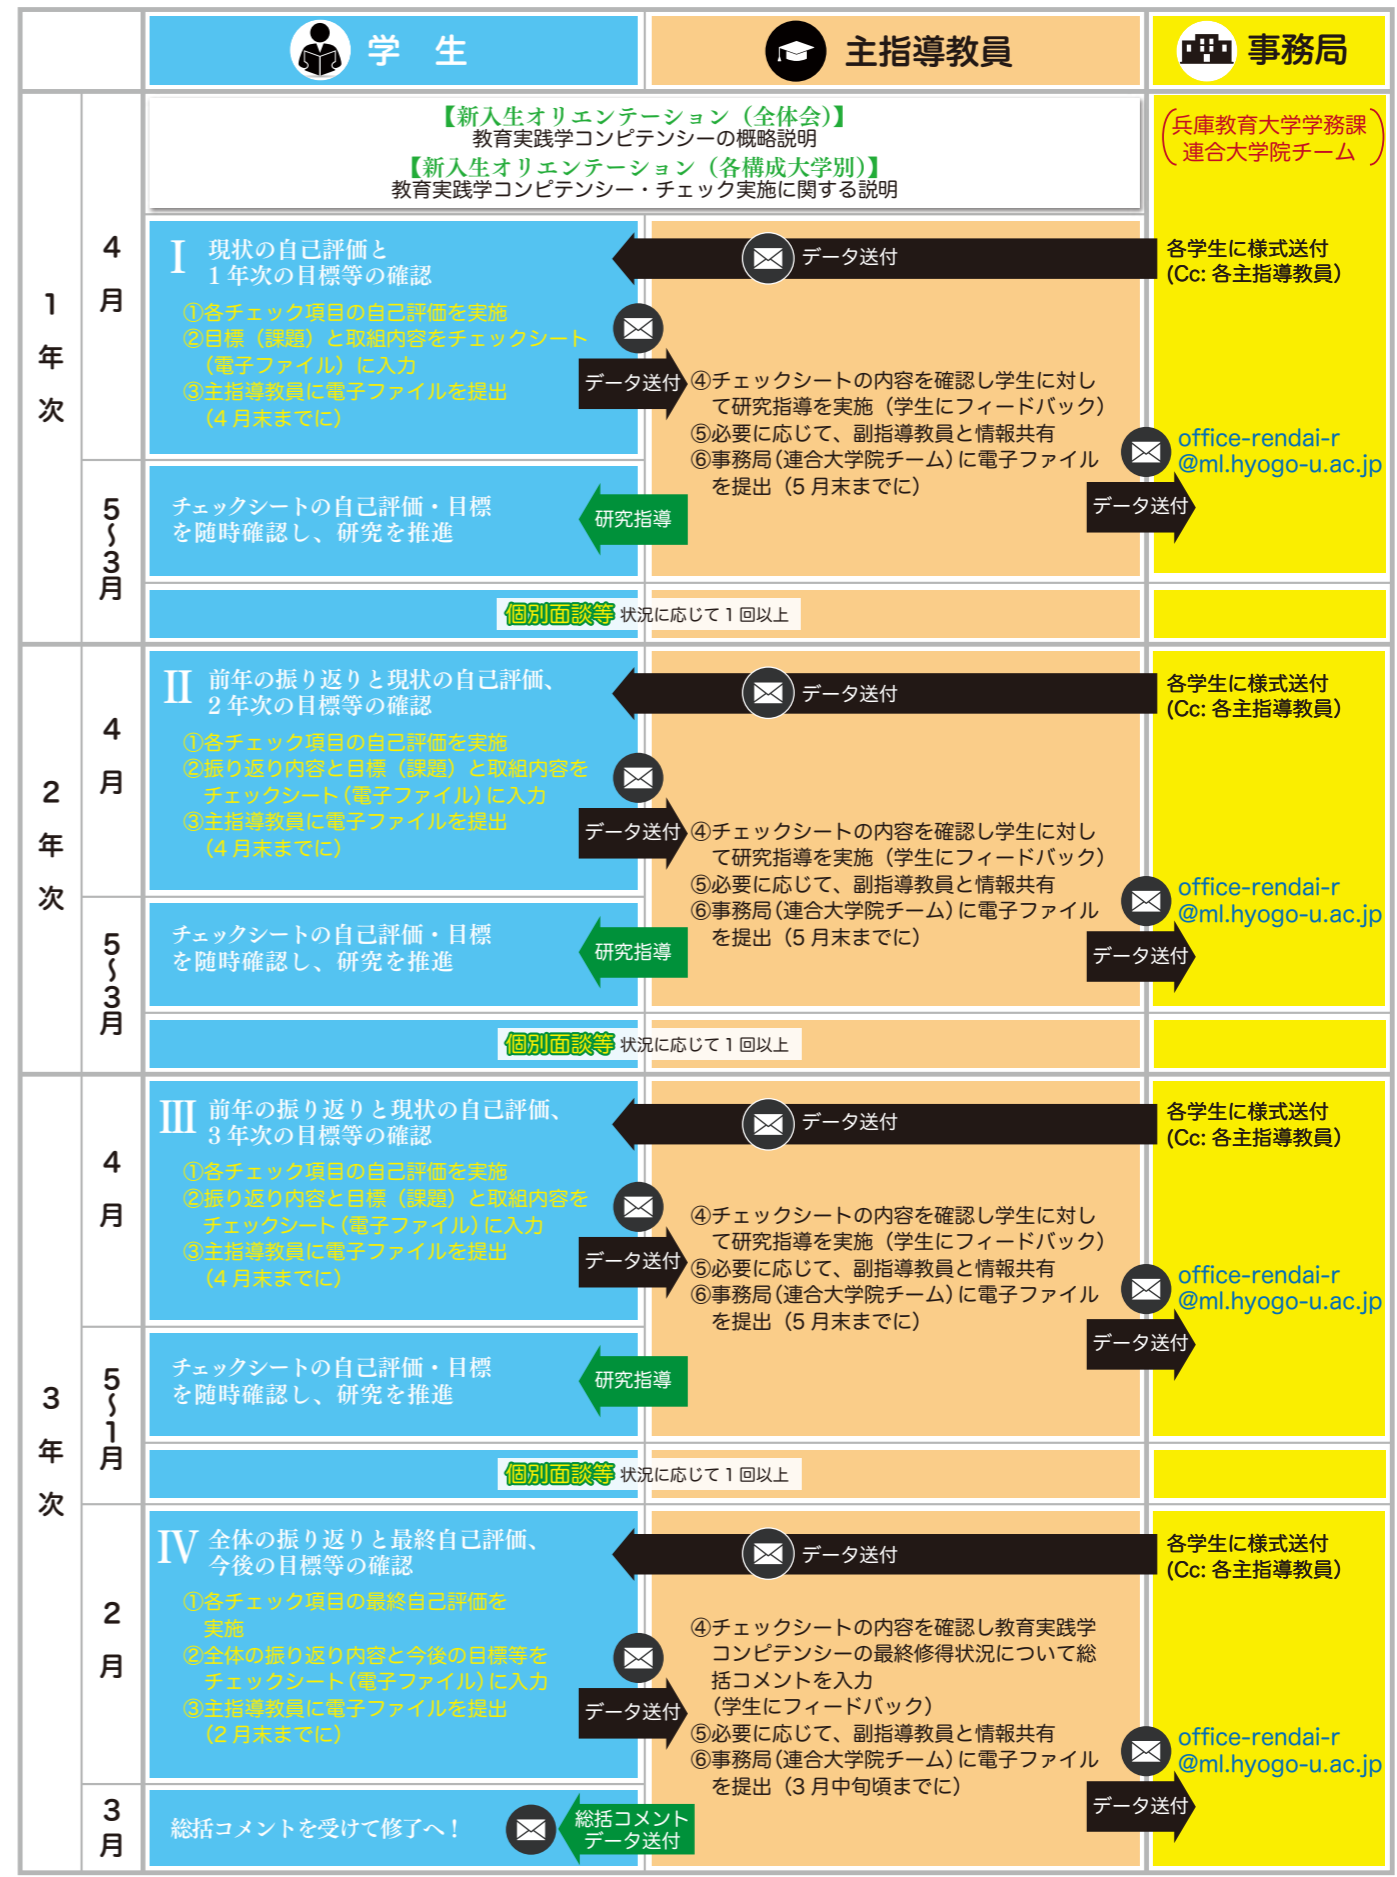 学 生
主指導教員
事務局
1年次
4月
【新入生オリエンテーション（全体会）】
教育実践学コンピテンシーの概略説明
【新入生オリエンテーション（各構成大学別）】
教育実践学コンピテンシー・チェック実施に関する説明
（兵庫教育大学学務課
連合大学院チーム）
Ⅰ 現状の自己評価と
1年次の目標等の確認
①各チェック項目の自己評価を実施
②目標（課題）と取組内容をチェックシート
（電子ファイル）に入力
③主指導教員に電子ファイルを提出
（4月末までに）
データ送付
各学生に様式送付
(Cc: 各主指導教員）
データ送付
④チェックシートの内容を確認し学生に対し
て研究指導を実施（学生にフィードバック）
⑤必要に応じて、副指導教員と情報共有
⑥事務局（連合大学院チーム）に電子ファイル
を提出（5月末までに）
office-rendai-r
@ml.hyogo-u.ac.jp
データ送付
5〜3月
チェックシートの自己評価・目標
を随時確認し、研究を推進
研究指導
個別面談等 状況に応じて1回以上
2年次
4月
Ⅱ 前年の振り返りと現状の自己評価、
2年次の目標等の確認
①各チェック項目の自己評価を実施
②振り返り内容と目標（課題）と取組内容を
チェックシート（電子ファイル）に入力
③主指導教員に電子ファイルを提出
（4月末までに）
データ送付
各学生に様式送付
(Cc: 各主指導教員）
データ送付
④チェックシートの内容を確認し学生に対し
て研究指導を実施（学生にフィードバック）
⑤必要に応じて、副指導教員と情報共有
⑥事務局（連合大学院チーム）に電子ファイル
を提出（5月末までに）
office-rendai-r
@ml.hyogo-u.ac.jp
データ送付
5〜3月
チェックシートの自己評価・目標
を随時確認し、研究を推進
研究指導
個別面談等 状況に応じて1回以上
3年次
4月
Ⅲ 前年の振り返りと現状の自己評価、
3年次の目標等の確認
①各チェック項目の自己評価を実施
②振り返り内容と目標（課題）と取組内容を
チェックシート（電子ファイル）に入力
③主指導教員に電子ファイルを提出
（4月末までに）
データ送付
各学生に様式送付
(Cc: 各主指導教員）
データ送付
④チェックシートの内容を確認し学生に対し
て研究指導を実施（学生にフィードバック）
⑤必要に応じて、副指導教員と情報共有
⑥事務局（連合大学院チーム）に電子ファイル
を提出（5月末までに）
office-rendai-r
@ml.hyogo-u.ac.jp
データ送付
5〜1月
チェックシートの自己評価・目標
を随時確認し、研究を推進
研究指導
個別面談等 状況に応じて1回以上
2月
Ⅳ 全体の振り返りと最終自己評価、
今後の目標等の確認
①各チェック項目の最終自己評価を
実施
②全体の振り返り内容と今後の目標等を
チェックシート（電子ファイル）に入力
③主指導教員に電子ファイルを提出
（2月末までに）
データ送付
各学生に様式送付
(Cc: 各主指導教員）
データ送付
④チェックシートの内容を確認し教育実践学
コンピテンシーの最終修得状況について総
括コメントを入力
（学生にフィードバック）
⑤必要に応じて、副指導教員と情報共有
⑥事務局（連合大学院チーム）に電子ファイル
を提出（3月中旬頃までに）
office-rendai-r
@ml.hyogo-u.ac.jp
データ送付
3月
総括コメントを受けて修了へ！
総括コメント
データ送付